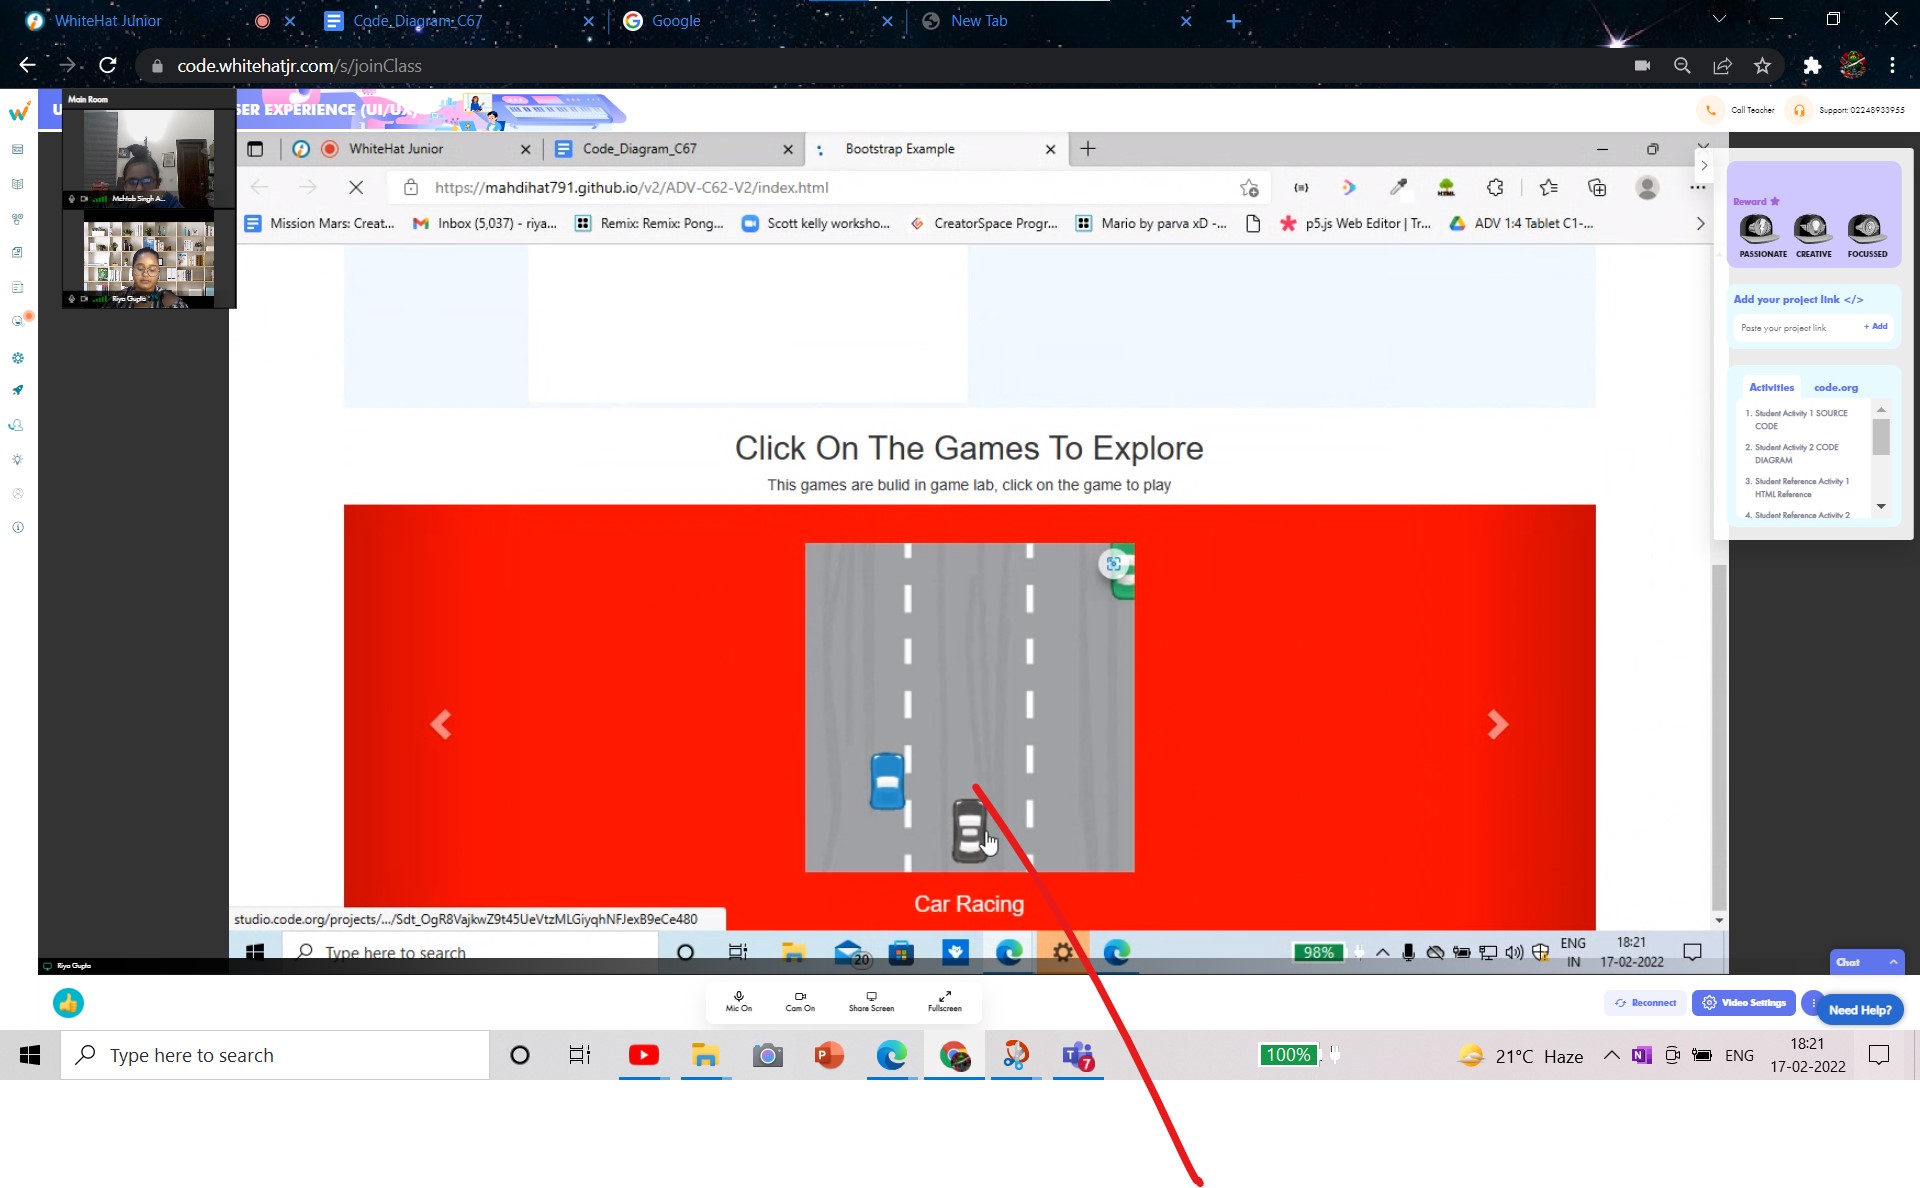 WhiteHat Junior
Code_Diagram_C67
Google
New Tab
code.whitehatjr.com/s/joinClass
Main Room
U
SER EXPERIENCE (UI/UX)
Call Teacher
Support: 02248933955
WhiteHat Junior
Code_Diagram_C67
Bootstrap Example
https://mahdihat791.github.io/v2/ADV-C62-V2/index.html
Mission Mars: Creat...
Inbox (5,037) - riya...
Remix: Remix: Pong...
Scott kelly worksho...
CreatorSpace Progr...
Mario by parva xD -...
p5.js Web Editor | Tr...
ADV 1:4 Tablet C1-...
Mehtab Singh A...
Riya Gupta
Reward
PASSIONATE
CREATIVE
FOCUSSED
Add your project link </>
Paste your project link
+ Add
Activities
code.org
1. Student Activity 1 SOURCE
CODE
2. Student Activity 2 CODE
DIAGRAM
3. Student Reference Activity 1
HTML Reference
4. Student Reference Activity 2
Click On The Games To Explore
This games are bulid in game lab, click on the game to play
Car Racing
studio.code.org/projects/.../Sdt_OgR8VajkwZ9t45UeVtzMLGiyqhNFJexB9eCe480
Type here to search
20
98%
ENG
IN
18:21
17-02-2022
Riya Gupta
Chat
Mic On
Cam On
Share Screen
Fullscreen
Reconnect
Video Settings
Need Help?
Type here to search
7
100%
21°C Haze
ENG
18:21
17-02-2022